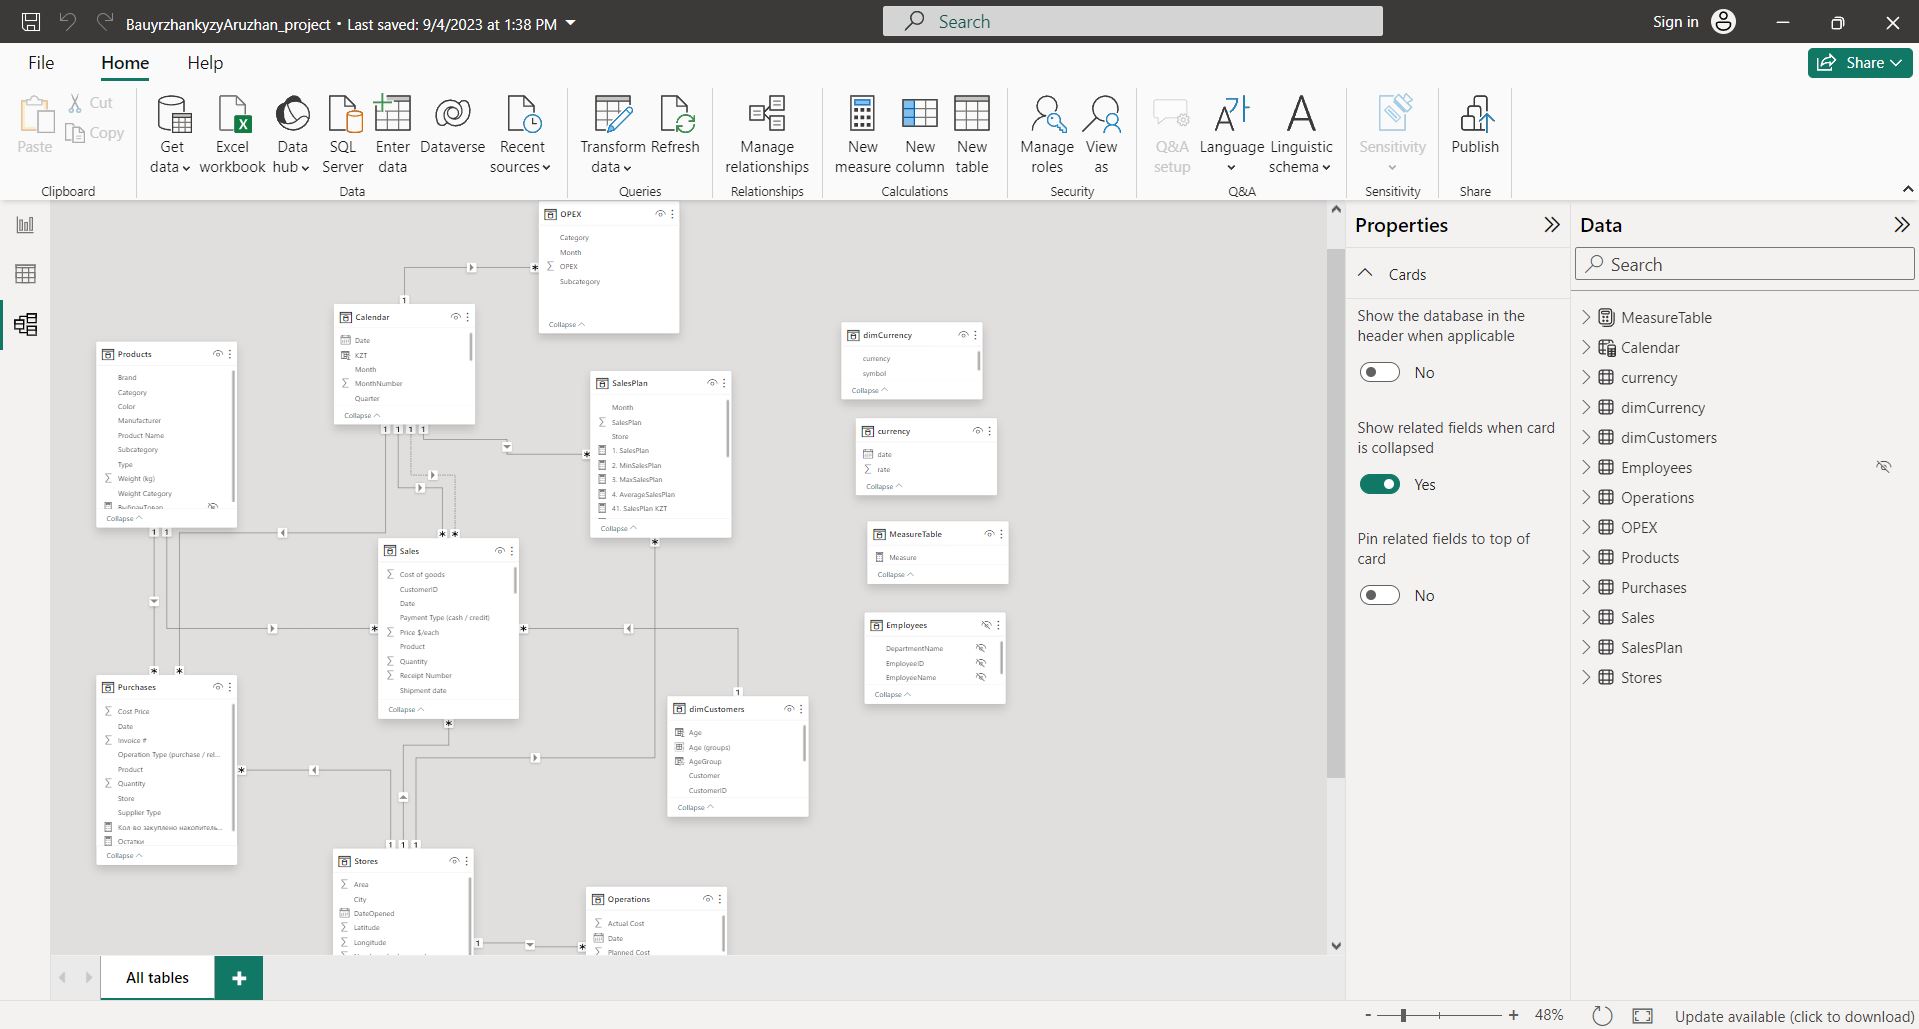 BauyrzhankyzyAruzhan_project • Last saved: 9/4/2023 at 1:38 PM
Search
Sign in
File
Home
Help
Share
Paste
Cut
Copy
Clipboard
Get data
Excel workbook
Data hub
SQL Server
Enter data
Dataverse
Recent sources
Data
Transform data
Refresh
Queries
Manage relationships
Relationships
New measure
New column
New table
Calculations
Manage roles
View as
Security
Q&A setup
Language
Linguistic schema
Q&A
Sensitivity
Sensitivity
Publish
Share
OPEX
Category
Month
OPEX
Subcategory
Collapse
Calendar
Date
KZT
Month
MonthNumber
Quarter
Collapse
Products
Brand
Category
Color
Manufacturer
Product Name
Subcategory
Type
Weight (kg)
Weight Category
ВыбранТовар
Collapse
SalesPlan
Month
SalesPlan
Store
1. SalesPlan
2. MinSalesPlan
3. MaxSalesPlan
4. AverageSalesPlan
41. SalesPlan KZT
Collapse
dimCurrency
currency
symbol
Collapse
currency
date
rate
Collapse
MeasureTable
Measure
Collapse
Employees
DepartmentName
EmployeeID
EmployeeName
Collapse
Sales
Cost of goods
CustomerID
Date
Payment Type (cash / credit)
Price $/each
Product
Quantity
Receipt Number
Shipment date
Collapse
Purchases
Cost Price
Date
Invoice #
Operation Type (purchase / rel...
Product
Quantity
Store
Supplier Type
Кол-во закуплено накопитель...
Остатки
Collapse
dimCustomers
Age
Age (groups)
AgeGroup
Customer
CustomerID
Collapse
Stores
Area
City
DateOpened
Latitude
Longitude
Operations
Actual Cost
Date
Planned Cost
Properties
Cards
Show the database in the
header when applicable
No
Show related fields when card
is collapsed
Yes
Pin related fields to top of
card
No
Data
Search
MeasureTable
Calendar
currency
dimCurrency
dimCustomers
Employees
Operations
OPEX
Products
Purchases
Sales
SalesPlan
Stores
All tables
+
- + 48%
Update available (click to download)